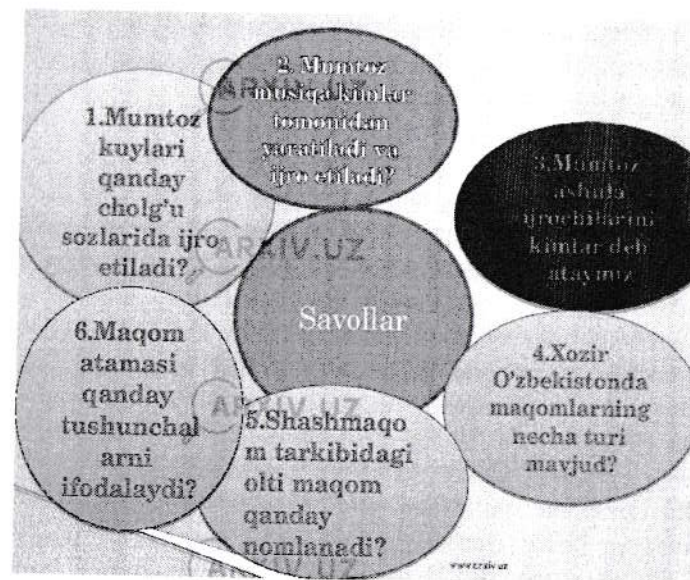 1.Mumtoz
kuylari
qanday
cholg'u
sozlarida ijro
etiladi?
2. Mumtoz
musiqa kimlar
tomonidan
yaratiladi va
ijro etiladi?
3.Mumtoz
ashula
ijrochilarini
kimlar deb
ataymiz
Savollar
4.Xozir
O'zbekistonda
maqomlarning
necha turi
mavjud?
5.Shashmaqo
m tarkibidagi
olti maqom
qanday
nomlanadi?
6.Maqom
atamasi
qanday
tushunchal
arni
ifodalaydi?
ARXIV.UZ
ARXIV.UZ
ARXIV.UZ
www.arxiv.uz